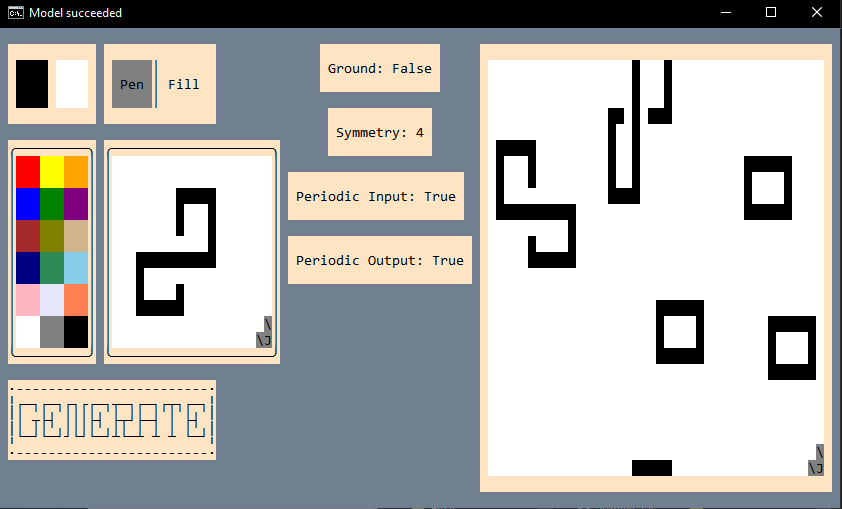 Model succeeded
Pen Fill
Ground: False
Symmetry: 4
Periodic Input: True
Periodic Output: True
\
\J
GENERATE
\
\J